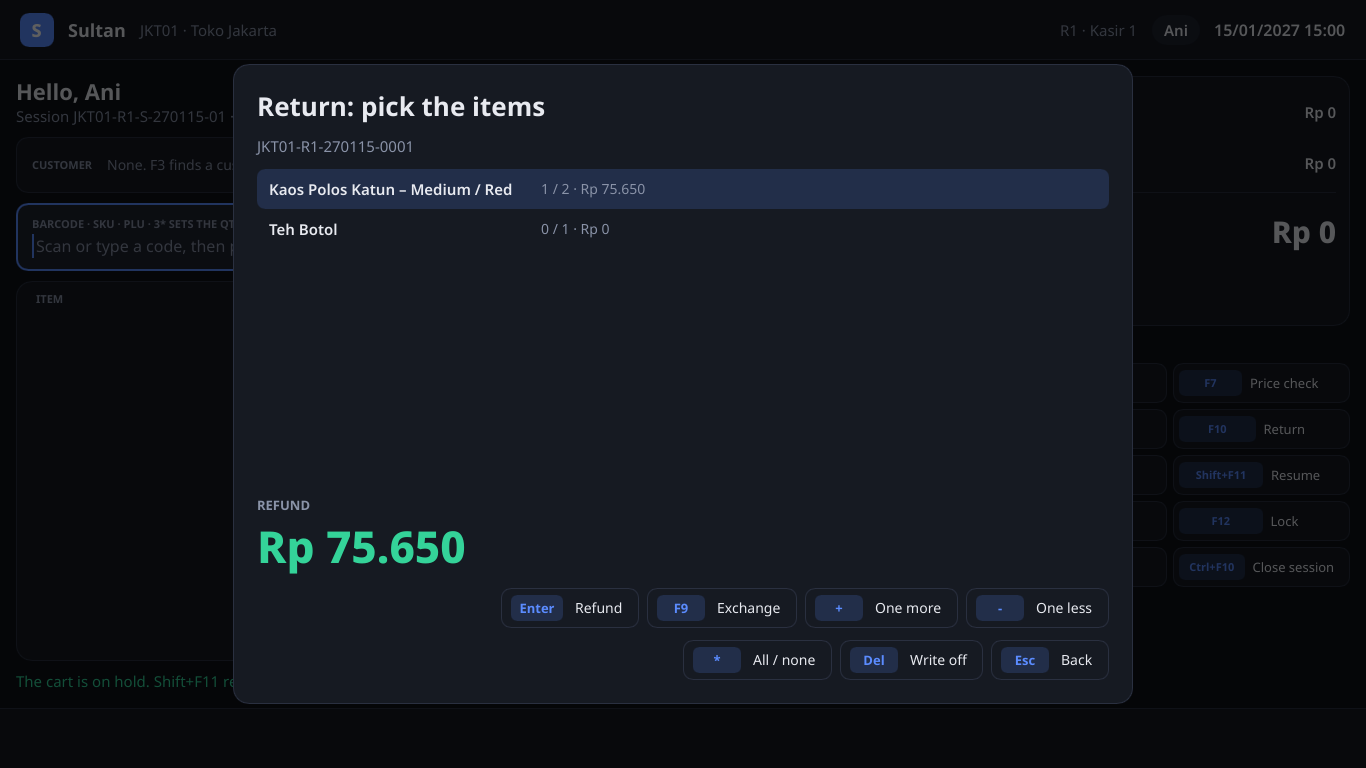 S Sultan JKT01 · Toko Jakarta R1 · Kasir 1 Ani 15/01/2027 15:00
Hello, Ani
Session JKT01-R1-S-270115-01 ·
CUSTOMER None. F3 finds a cu
BARCODE · SKU · PLU · 3* SETS THE QT
Scan or type a code, then p
ITEM
The cart is on hold. Shift+F11 re
Return: pick the items
JKT01-R1-270115-0001
Kaos Polos Katun – Medium / Red 1 / 2 · Rp 75.650
Teh Botol 0 / 1 · Rp 0
REFUND
Rp 75.650
Enter Refund F9 Exchange + One more - One less
* All / none Del Write off Esc Back
Rp 0
Rp 0
Rp 0
F7 Price check
F10 Return
Shift+F11 Resume
F12 Lock
Ctrl+F10 Close session